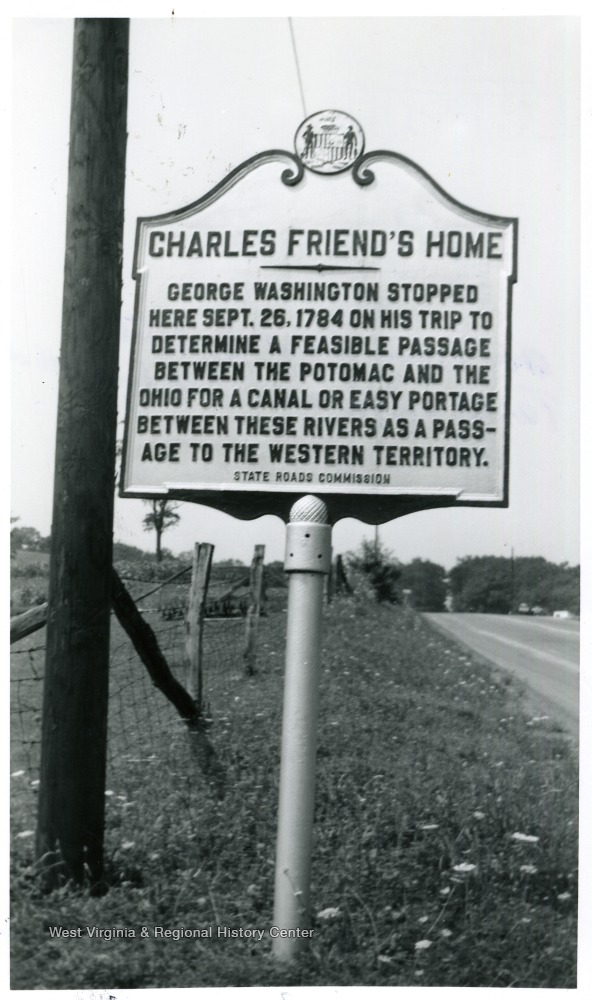 CHARLES FRIEND'S HOME
GEORGE WASHINGTON STOPPED
HERE SEPT. 26, 1784 ON HIS TRIP TO
DETERMINE A FEASIBLE PASSAGE
BETWEEN THE POTOMAC AND THE
OHIO FOR A CANAL OR EASY PORTAGE
BETWEEN THESE RIVERS AS A PASS-
AGE TO THE WESTERN TERRITORY.
STATE ROADS COMMISSION
West Virginia & Regional History Center